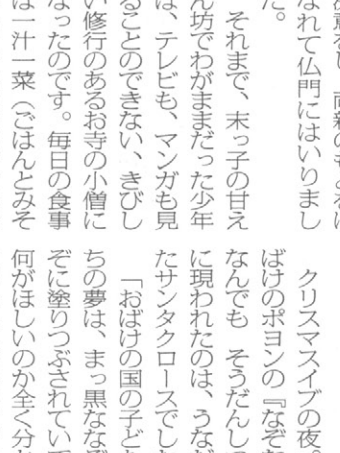 なれて仏門にはいりまし
た。
それまで、末っ子の甘え
ん坊でわがままだった少年
は、テレビも、マンガも見
ることのできない、きびし
い修行のあるお寺の小僧に
なったのです。毎日の食事
は一汁一菜（ごはんとみそ
クリスマスイブの夜。
ばけのポヨンの『なぞな
なんでも そうだんし
に現われたのは、うなだ
たサンタクロースでした
「おばけの国の子ども
ちの夢は、まっ黒ななぞ
ぞに塗りつぶされていて
何がほしいのか全く分か